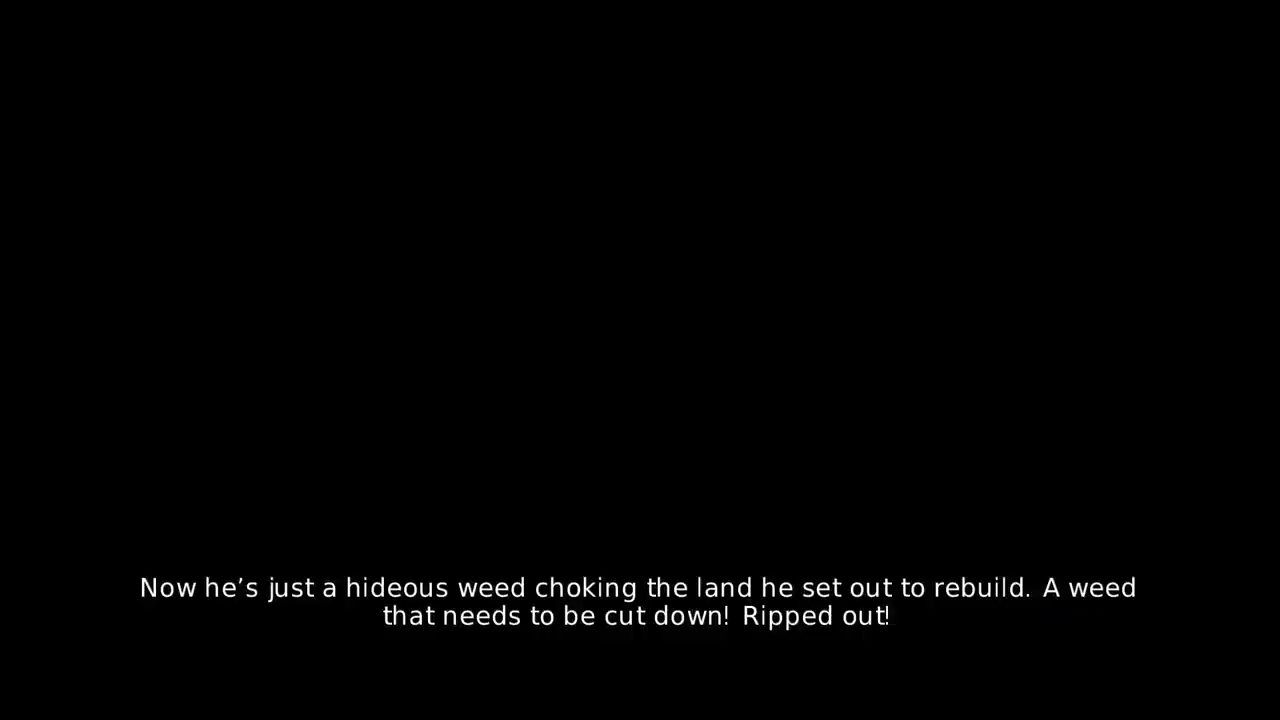 Now he’s just a hideous weed choking the land he set out to rebuild. A weed
that needs to be cut down! Ripped out!